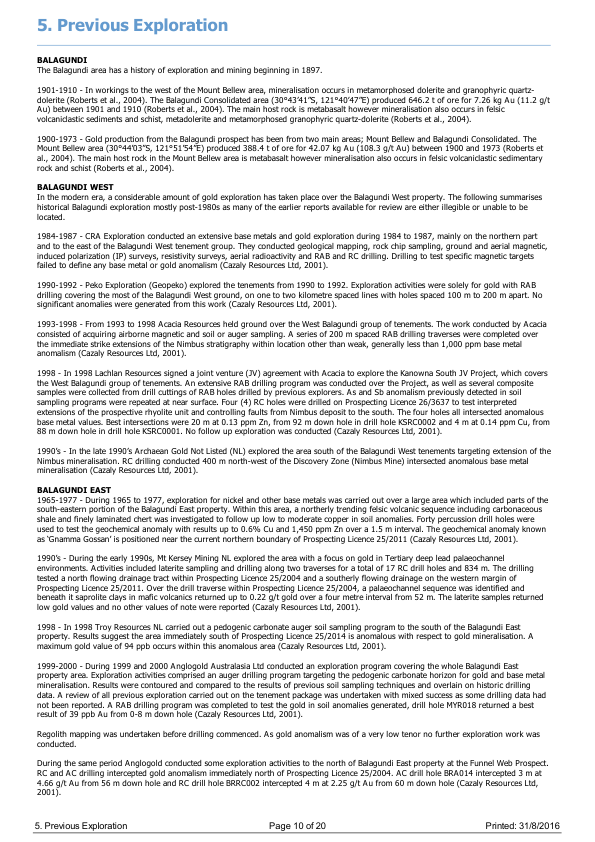 5. Previous Exploration
BALAGUNDI
The Balagundi area has a history of exploration and mining beginning in 1897.
1901-1910 - In workings to the west of the Mount Bellew area, mineralisation occurs in metamorphosed dolerite and granophyric quartz-
dolerite (Roberts et al., 2004). The Balagundi Consolidated area (30°43'41"S, 121°40'47"E) produced 646.2 t of ore for 7.26 kg Au (11.2 g/t
Au) between 1901 and 1910 (Roberts et al., 2004). The main host rock is metabasalt however mineralisation also occurs in felsic
volcaniclastic sediments and schist, metadolerite and metamorphosed granophyric quartz-dolerite (Roberts et al., 2004).
1900-1973 - Gold production from the Balagundi prospect has been from two main areas; Mount Bellew and Balagundi Consolidated. The
Mount Bellew area (30°44'03"S, 121°51'54"E) produced 388.4 t of ore for 42.07 kg Au (108.3 g/t Au) between 1900 and 1973 (Roberts et
al., 2004). The main host rock in the Mount Bellew area is metabasalt however mineralisation also occurs in felsic volcaniclastic sedimentary
rock and schist (Roberts et al., 2004).
BALAGUNDI WEST
In the modern era, a considerable amount of gold exploration has taken place over the Balagundi West property. The following summarises
historical Balagundi exploration mostly post-1980s as many of the earlier reports available for review are either illegible or unable to be
located.
1984-1987 - CRA Exploration conducted an extensive base metals and gold exploration during 1984 to 1987, mainly on the northern part
and to the east of the Balagundi West tenement group. They conducted geological mapping, rock chip sampling, ground and aerial magnetic,
induced polarization (IP) surveys, resistivity surveys, aerial radioactivity and RAB and RC drilling. Drilling to test specific magnetic targets
failed to define any base metal or gold anomalism (Cazaly Resources Ltd, 2001).
1990-1992 - Peko Exploration (Geopeko) explored the tenements from 1990 to 1992. Exploration activities were solely for gold with RAB
drilling covering the most of the Balagundi West ground, on one to two kilometre spaced lines with holes spaced 100 m to 200 m apart. No
significant anomalies were generated from this work (Cazaly Resources Ltd, 2001).
1993-1998 - From 1993 to 1998 Acacia Resources held ground over the West Balagundi group of tenements. The work conducted by Acacia
consisted of acquiring airborne magnetic and soil or auger sampling. A series of 200 m spaced RAB drilling traverses were completed over
the immediate strike extensions of the Nimbus stratigraphy within location other than weak, generally less than 1,000 ppm base metal
anomalism (Cazaly Resources Ltd, 2001).
1998 - In 1998 Lachlan Resources signed a joint venture (JV) agreement with Acacia to explore the Kanowna South JV Project, which covers
the West Balagundi group of tenements. An extensive RAB drilling program was conducted over the Project, as well as several composite
samples were collected from drill cuttings of RAB holes drilled by previous explorers. As and Sb anomalism previously detected in soil
sampling programs were repeated at near surface. Four (4) RC holes were drilled on Prospecting Licence 26/3637 to test interpreted
extensions of the prospective rhyolite unit and controlling faults from Nimbus deposit to the south. The four holes all intersected anomalous
base metal values. Best intersections were 20 m at 0.13 ppm Zn, from 92 m down hole in drill hole KSRC0002 and 4 m at 0.14 ppm Cu, from
88 m down hole in drill hole KSRC0001. No follow up exploration was conducted (Cazaly Resources Ltd, 2001).
1990's - In the late 1990's Archaean Gold Not Listed (NL) explored the area south of the Balagundi West tenements targeting extension of the
Nimbus mineralisation. RC drilling conducted 400 m north-west of the Discovery Zone (Nimbus Mine) intersected anomalous base metal
mineralisation (Cazaly Resources Ltd, 2001).
BALAGUNDI EAST
1965-1977 - During 1965 to 1977, exploration for nickel and other base metals was carried out over a large area which included parts of the
south-eastern portion of the Balagundi East property. Within this area, a northerly trending felsic volcanic sequence including carbonaceous
shale and finely laminated chert was investigated to follow up low to moderate copper in soil anomalies. Forty percussion drill holes were
used to test the geochemical anomaly with results up to 0.6% Cu and 1,450 ppm Zn over a 1.5 m interval. The geochemical anomaly known
as 'Gnamma Gossan' is positioned near the current northern boundary of Prospecting Licence 25/2011 (Cazaly Resources Ltd, 2001).
1990's - During the early 1990s, Mt Kersey Mining NL explored the area with a focus on gold in Tertiary deep lead palaeochannel
environments. Activities included laterite sampling and drilling along two traverses for a total of 17 RC drill holes and 834 m. The drilling
tested a north flowing drainage tract within Prospecting Licence 25/2004 and a southerly flowing drainage on the western margin of
Prospecting Licence 25/2011. Over the drill traverse within Prospecting Licence 25/2004, a palaeochannel sequence was identified and
beneath it saprolite clays in mafic volcanics returned up to 0.22 g/t gold over a four metre interval from 52 m. The laterite samples returned
low gold values and no other values of note were reported (Cazaly Resources Ltd, 2001).
1998 - In 1998 Troy Resources NL carried out a pedogenic carbonate auger soil sampling program to the south of the Balagundi East
property. Results suggest the area immediately south of Prospecting Licence 25/2014 is anomalous with respect to gold mineralisation. A
maximum gold value of 94 ppb occurs within this anomalous area (Cazaly Resources Ltd, 2001).
1999-2000 - During 1999 and 2000 Anglogold Australasia Ltd conducted an exploration program covering the whole Balagundi East
property area. Exploration activities comprised an auger drilling program targeting the pedogenic carbonate horizon for gold and base metal
mineralisation. Results were contoured and compared to the results of previous soil sampling techniques and overlain on historic drilling
data. A review of all previous exploration carried out on the tenement package was undertaken with mixed success as some drilling data had
not been reported. A RAB drilling program was completed to test the gold in soil anomalies generated, drill hole MYR018 returned a best
result of 39 ppb Au from 0-8 m down hole (Cazaly Resources Ltd, 2001).
Regolith mapping was undertaken before drilling commenced. As gold anomalism was of a very low tenor no further exploration work was
conducted.
During the same period Anglogold conducted some exploration activities to the north of Balagundi East property at the Funnel Web Prospect.
RC and AC drilling intercepted gold anomalism immediately north of Prospecting Licence 25/2004. AC drill hole BRA014 intercepted 3 m at
4.66 g/t Au from 56 m down hole and RC drill hole BRRC002 intercepted 4 m at 2.25 g/t Au from 60 m down hole (Cazaly Resources Ltd,
2001).
5. Previous Exploration
Page 10 of 20
Printed: 31/8/2016